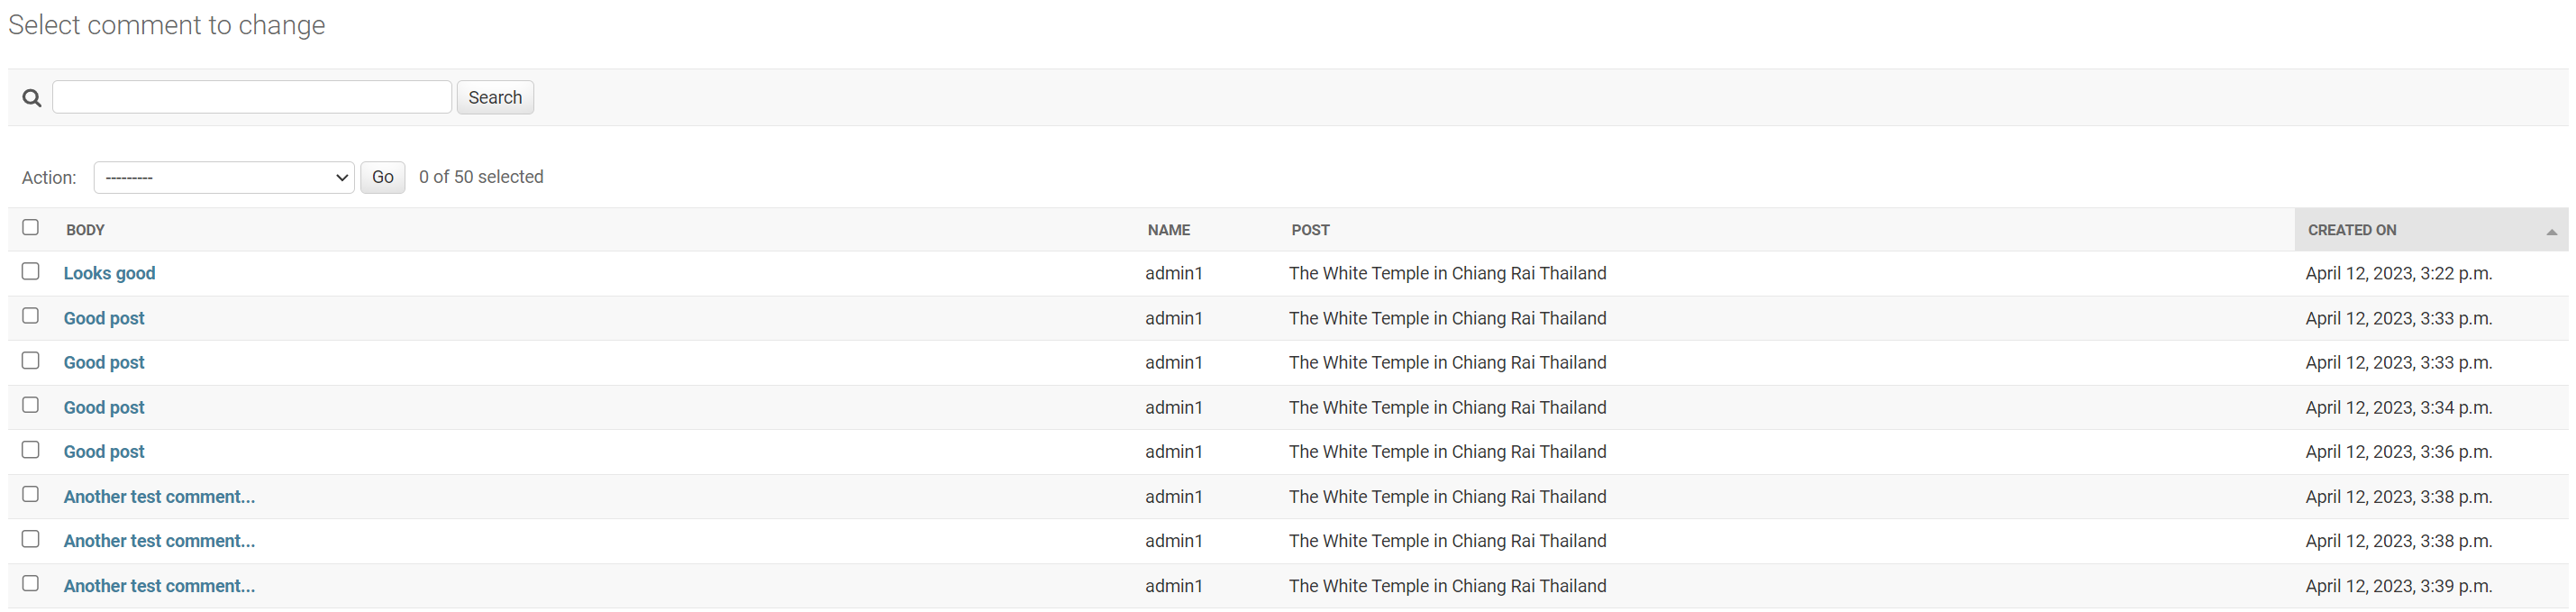 Select comment to change
Search
Action: --------- Go 0 of 50 selected
BODY NAME POST CREATED ON
Looks good admin1 The White Temple in Chiang Rai Thailand April 12, 2023, 3:22 p.m.
Good post admin1 The White Temple in Chiang Rai Thailand April 12, 2023, 3:33 p.m.
Good post admin1 The White Temple in Chiang Rai Thailand April 12, 2023, 3:33 p.m.
Good post admin1 The White Temple in Chiang Rai Thailand April 12, 2023, 3:34 p.m.
Good post admin1 The White Temple in Chiang Rai Thailand April 12, 2023, 3:36 p.m.
Another test comment... admin1 The White Temple in Chiang Rai Thailand April 12, 2023, 3:38 p.m.
Another test comment... admin1 The White Temple in Chiang Rai Thailand April 12, 2023, 3:38 p.m.
Another test comment... admin1 The White Temple in Chiang Rai Thailand April 12, 2023, 3:39 p.m.